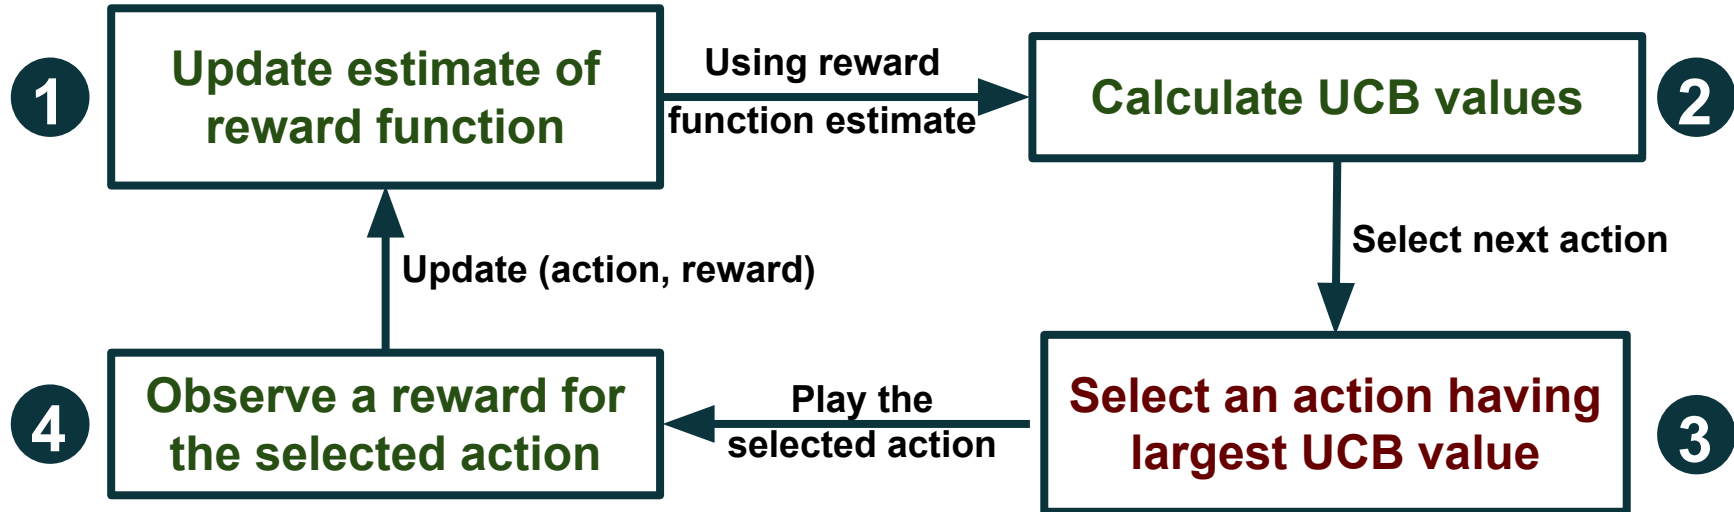 1
Update estimate of
reward function
Using reward
function estimate
Calculate UCB values
2
Select next action
Select an action having
largest UCB value
3
Play the
selected action
Observe a reward for
the selected action
4
Update (action, reward)